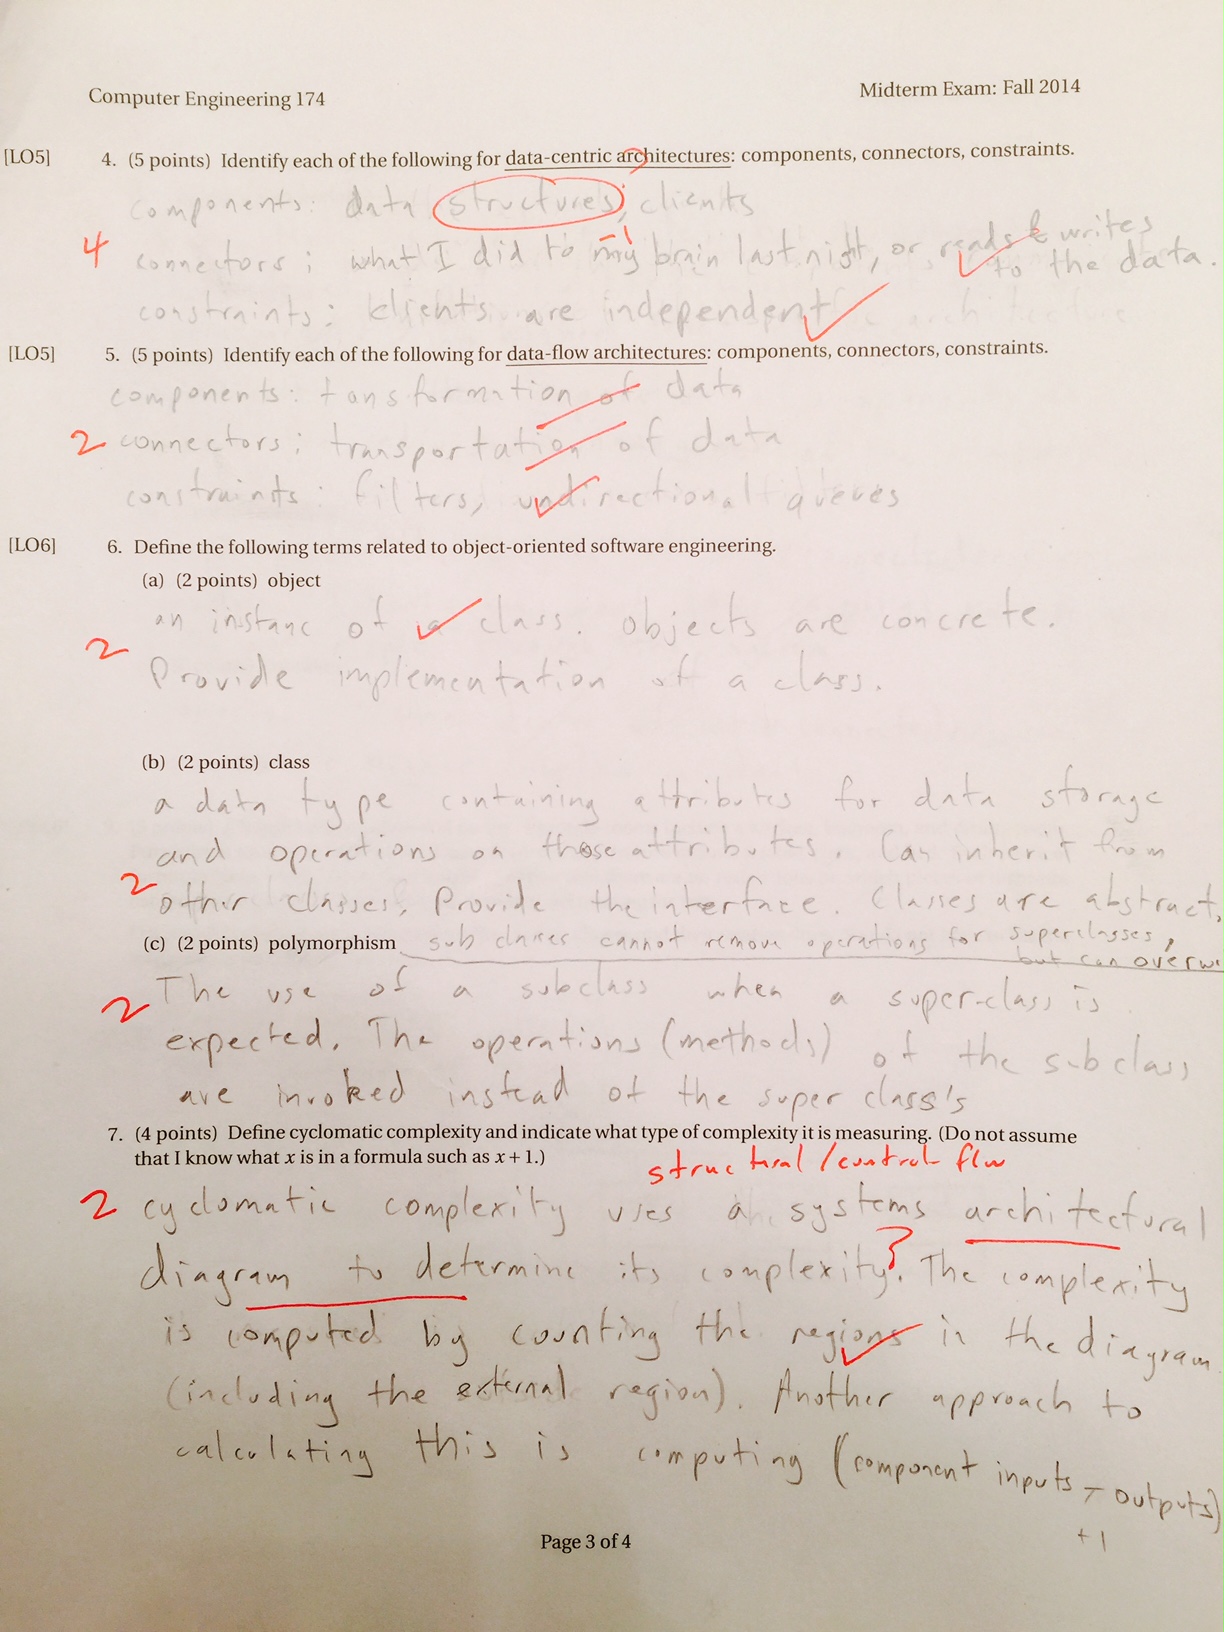 Computer Engineering 174
Midterm Exam: Fall 2014
[LO5] 4. (5 points) Identify each of the following for data-centric architectures: components, connectors, constraints.
components: data structures, clients
-1
4
connectors: what I did to my brain last night, or reads & writes
to the data.
constraints: klients are independent
[LO5] 5. (5 points) Identify each of the following for data-flow architectures: components, connectors, constraints.
components: tansformation of data
2 connectors: transportation of data
constraints: filters, undirectional queues
[LO6] 6. Define the following terms related to object-oriented software engineering.
(a) (2 points) object
an instanc of a class. Objects are concrete.
2
Provide implementation of a class.
(b) (2 points) class
a data type containing attributes for data storage
and operations on those attributes. Can inherit from
2 other classes. Provide the interface. Classes are abstract,
(c) (2 points) polymorphism sub classes cannot remove operations for superclasses,
but can overw
2 The use of a subclass when a super-class is
expected. The operations (methods) of the subclass
are invoked instead of the super class's
7. (4 points) Define cyclomatic complexity and indicate what type of complexity it is measuring. (Do not assume
that I know what x is in a formula such as x + 1.)
structural / control flow
2 cyclomatic complexity uses a systems architectural
diagram to determine its complexity. ? The complexity
is computed by counting the regions in the diagram
(including the external region). Another approach to
calculating this is computing (component inputs - outputs)
+1
Page 3 of 4